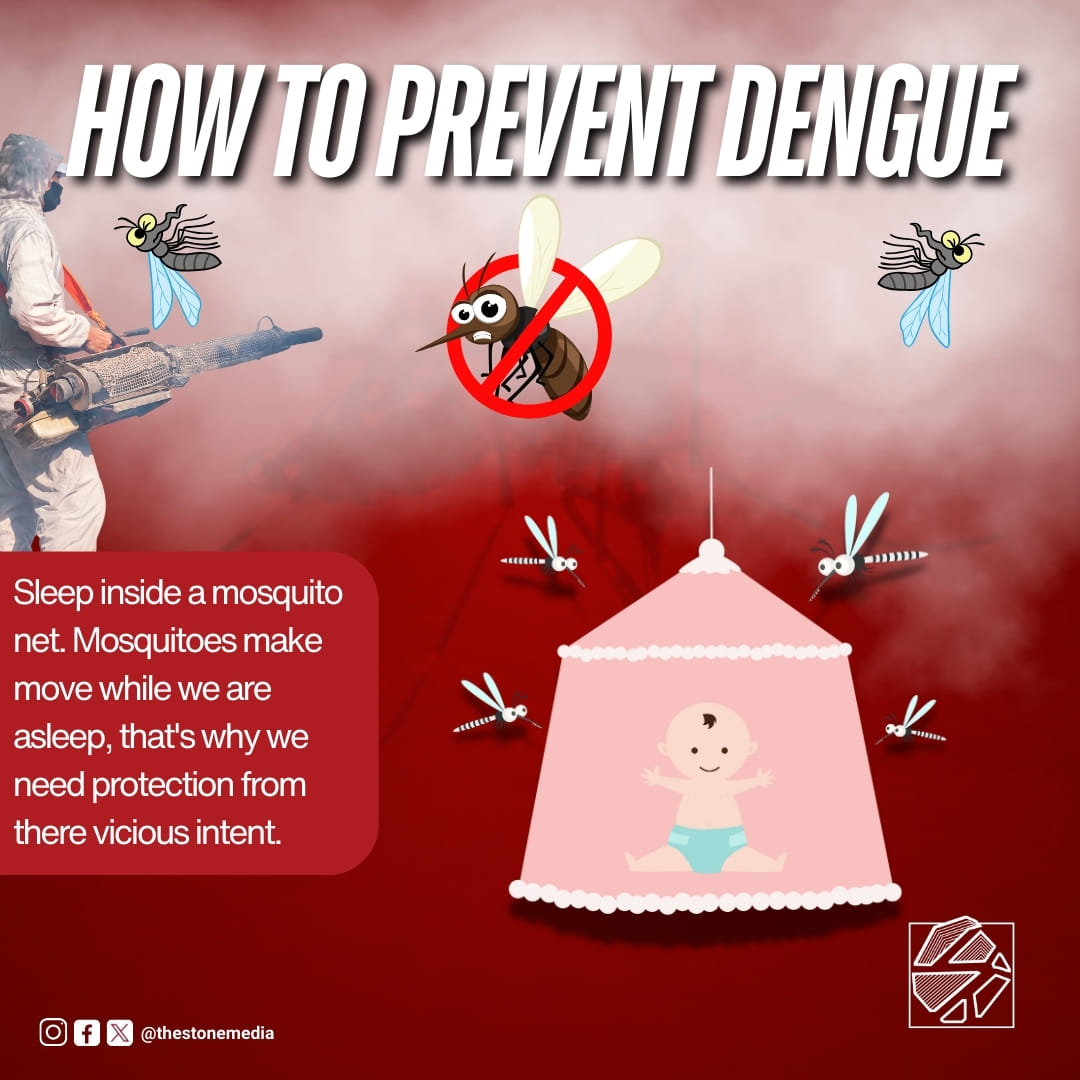 HOW TO PREVENT DENGUE
Sleep inside a mosquito
net. Mosquitoes make
move while we are
asleep, that's why we
need protection from
there vicious intent.
@thestonemedia